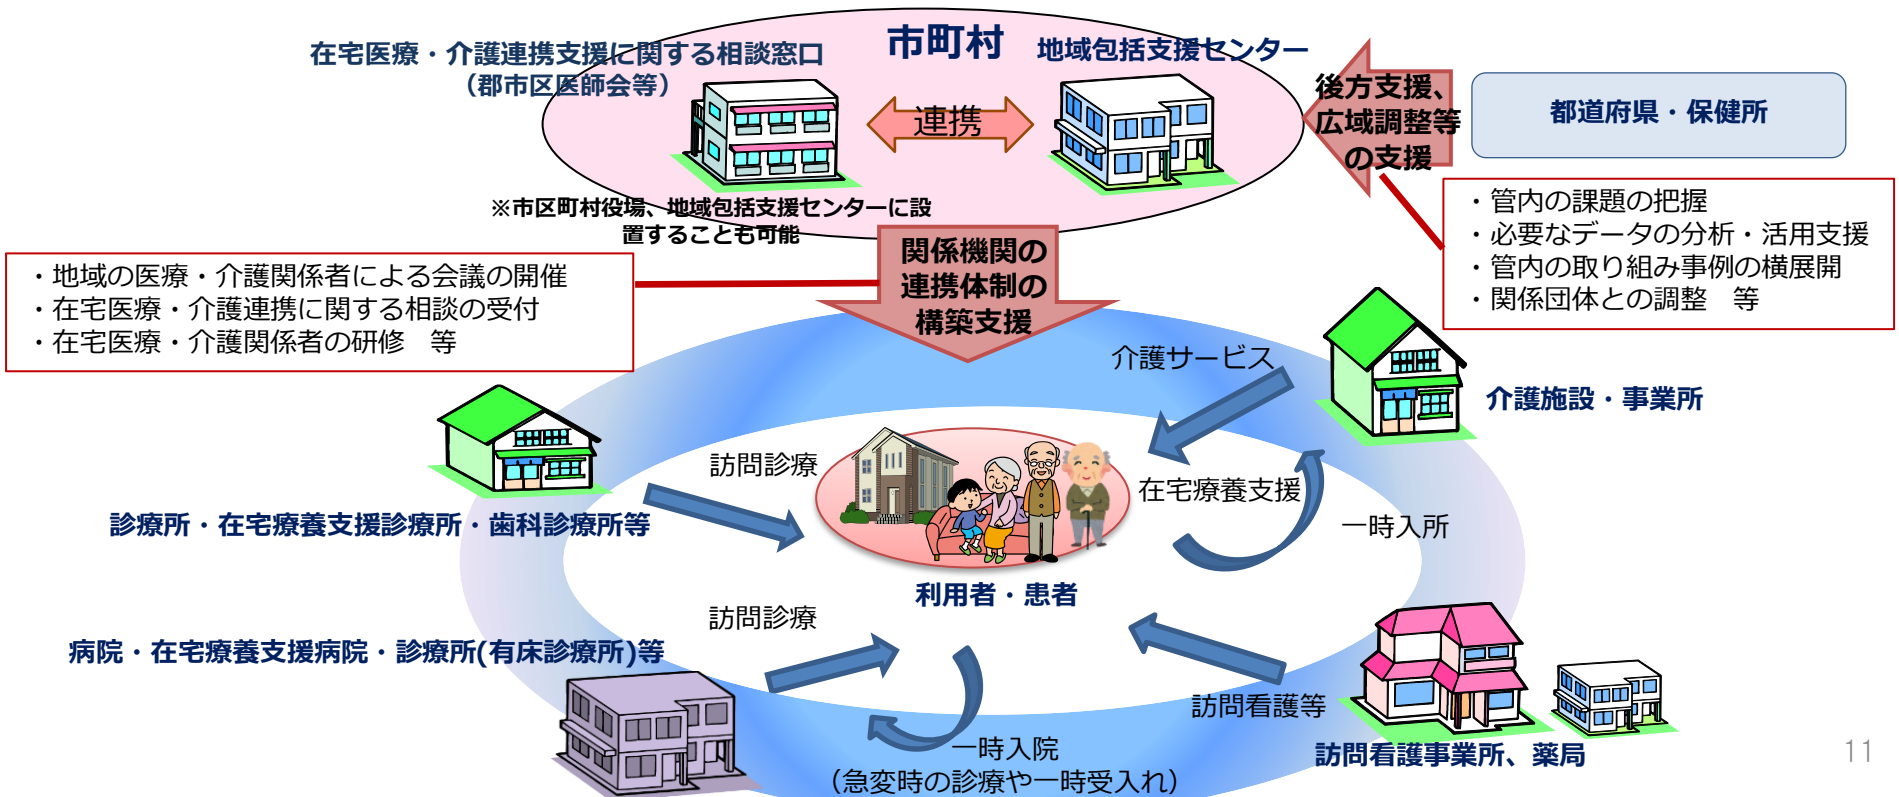 市町村
在宅医療・介護連携支援に関する相談窓口
（郡市区医師会等）
地域包括支援センター
連携
※市区町村役場、地域包括支援センターに設
置することも可能
後方支援、
広域調整等
の支援
都道府県・保健所
・管内の課題の把握
・必要なデータの分析・活用支援
・管内の取り組み事例の横展開
・関係団体との調整　等
関係機関の
連携体制の
構築支援
・地域の医療・介護関係者による会議の開催
・在宅医療・介護連携に関する相談の受付
・在宅医療・介護関係者の研修　等
介護サービス
介護施設・事業所
訪問診療
在宅療養支援
一時入所
診療所・在宅療養支援診療所・歯科診療所等
利用者・患者
訪問診療
病院・在宅療養支援病院・診療所(有床診療所)等
訪問看護等
一時入院
（急変時の診療や一時受入れ）
訪問看護事業所、薬局
11